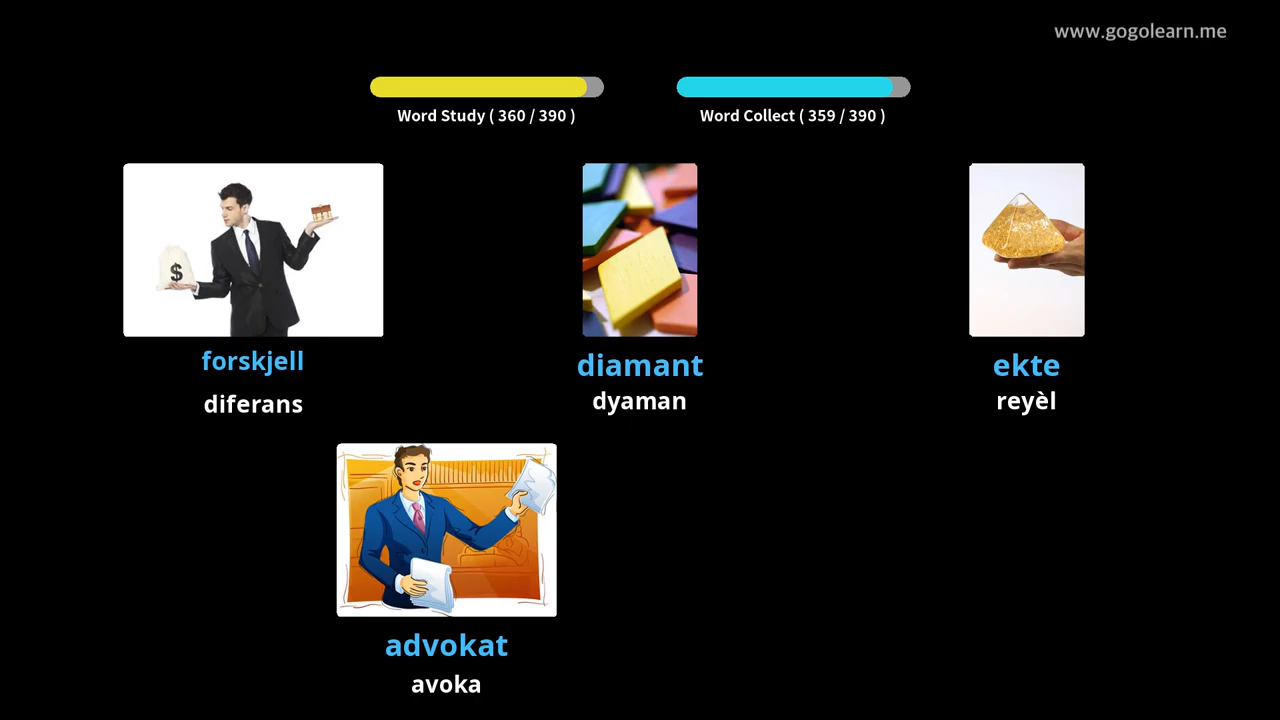 www.gogolearn.me
Word Study ( 360 / 390 )
Word Collect ( 359 / 390 )
$
forskjell
diferans
diamant
dyaman
ekte
reyèl
advokat
avoka